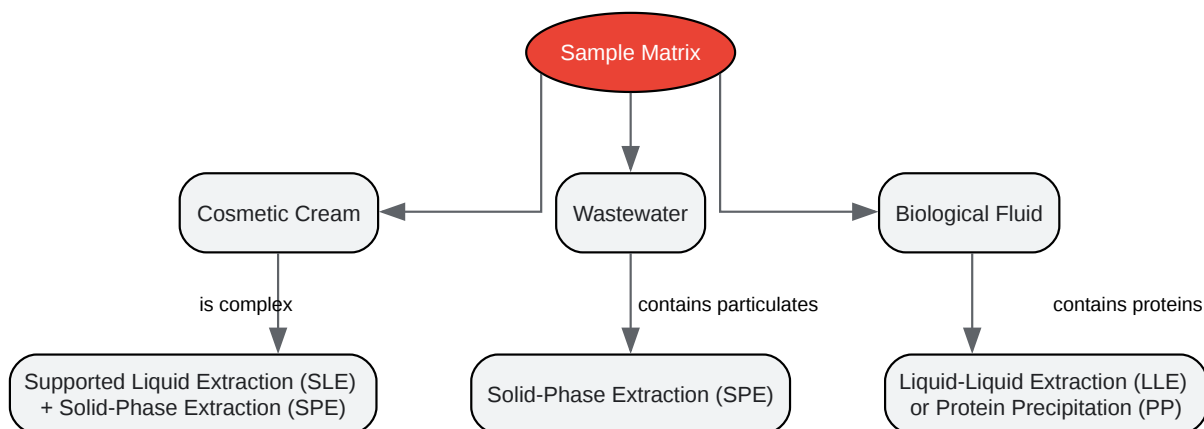 Sample Matrix
Cosmetic Cream
Wastewater
Biological Fluid
is complex
contains particulates
contains proteins
Supported Liquid Extraction (SLE)
+ Solid-Phase Extraction (SPE)
Solid-Phase Extraction (SPE)
Liquid-Liquid Extraction (LLE)
or Protein Precipitation (PP)